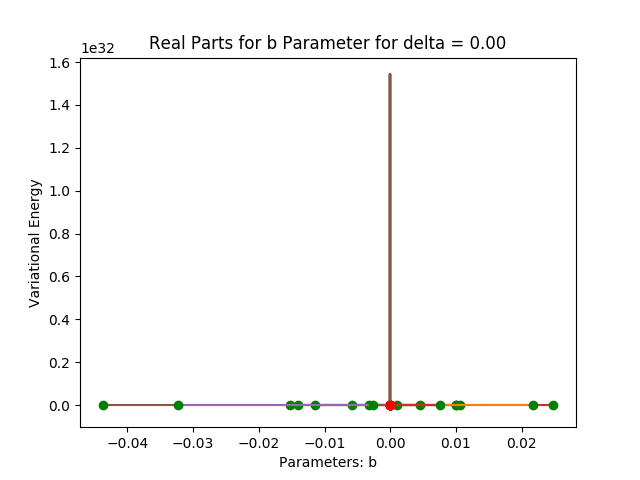 Real Parts for b Parameter for delta = 0.00
1e32
1.6
1.4
1.2
1.0
0.8
0.6
0.4
0.2
0.0
Variational Energy
−0.04 −0.03 −0.02 −0.01 0.00 0.01 0.02
Parameters: b